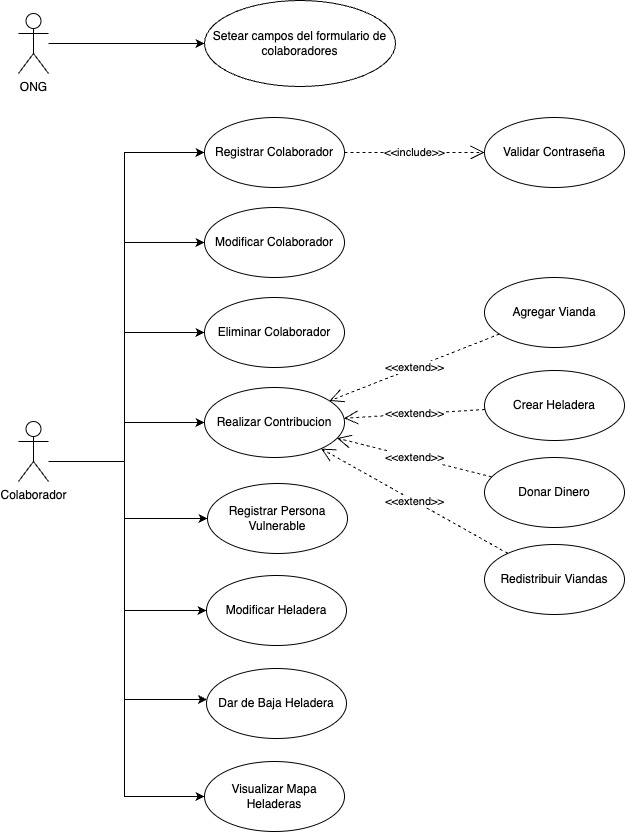 Setear campos del formulario de
colaboradores
ONG
Registrar Colaborador
<<include>>
Validar Contraseña
Modificar Colaborador
Agregar Vianda
Eliminar Colaborador
<<extend>>
Crear Heladera
<<extend>>
Realizar Contribucion
<<extend>>
Donar Dinero
Colaborador
<<extend>>
Registrar Persona
Vulnerable
Redistribuir Viandas
Modificar Heladera
Dar de Baja Heladera
Visualizar Mapa
Heladeras